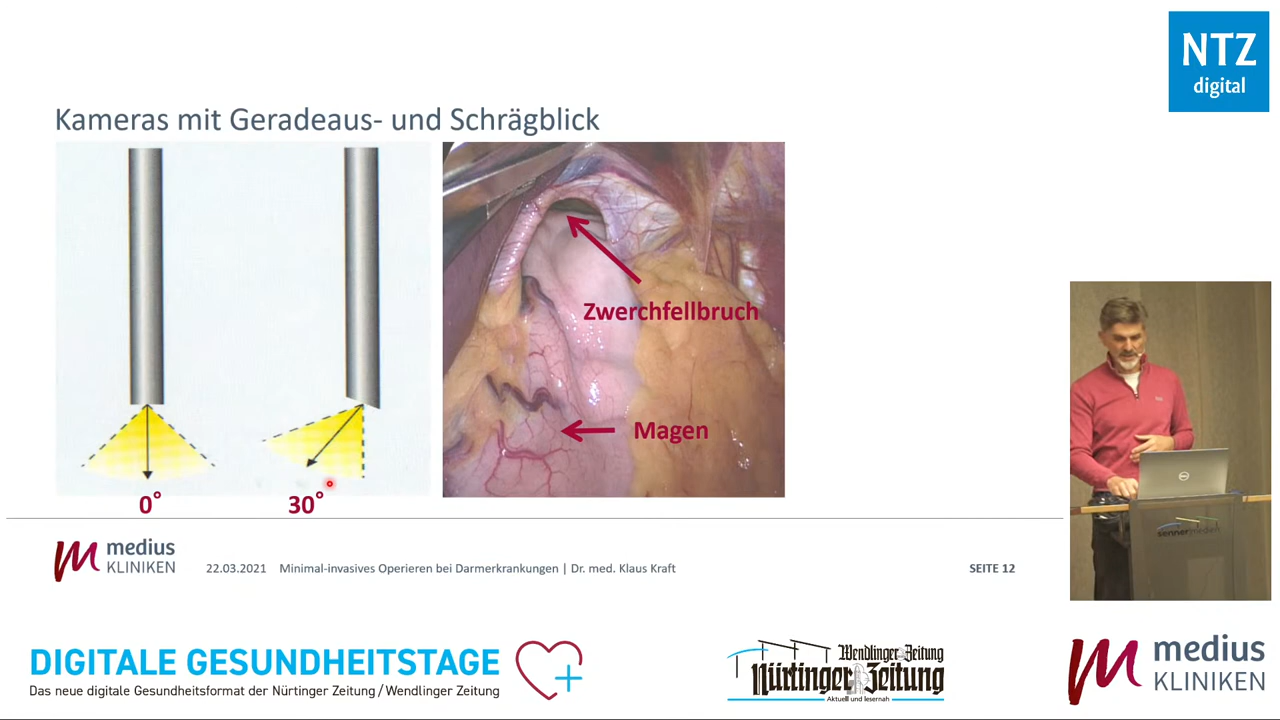 NTZ
digital
Kameras mit Geradeaus- und Schrägblick
Zwerchfellbruch
Magen
0°
30°
medius
KLINIKEN
22.03.2021 Minimal-invasives Operieren bei Darmerkrankungen | Dr. med. Klaus Kraft
SEITE 12
sennermedien
DIGITALE GESUNDHEITSTAGE
Das neue digitale Gesundheitsformat der Nürtinger Zeitung / Wendlinger Zeitung
Wendlinger Zeitung
Nürtinger Zeitung
Aktuell und lesernah
medius
KLINIKEN